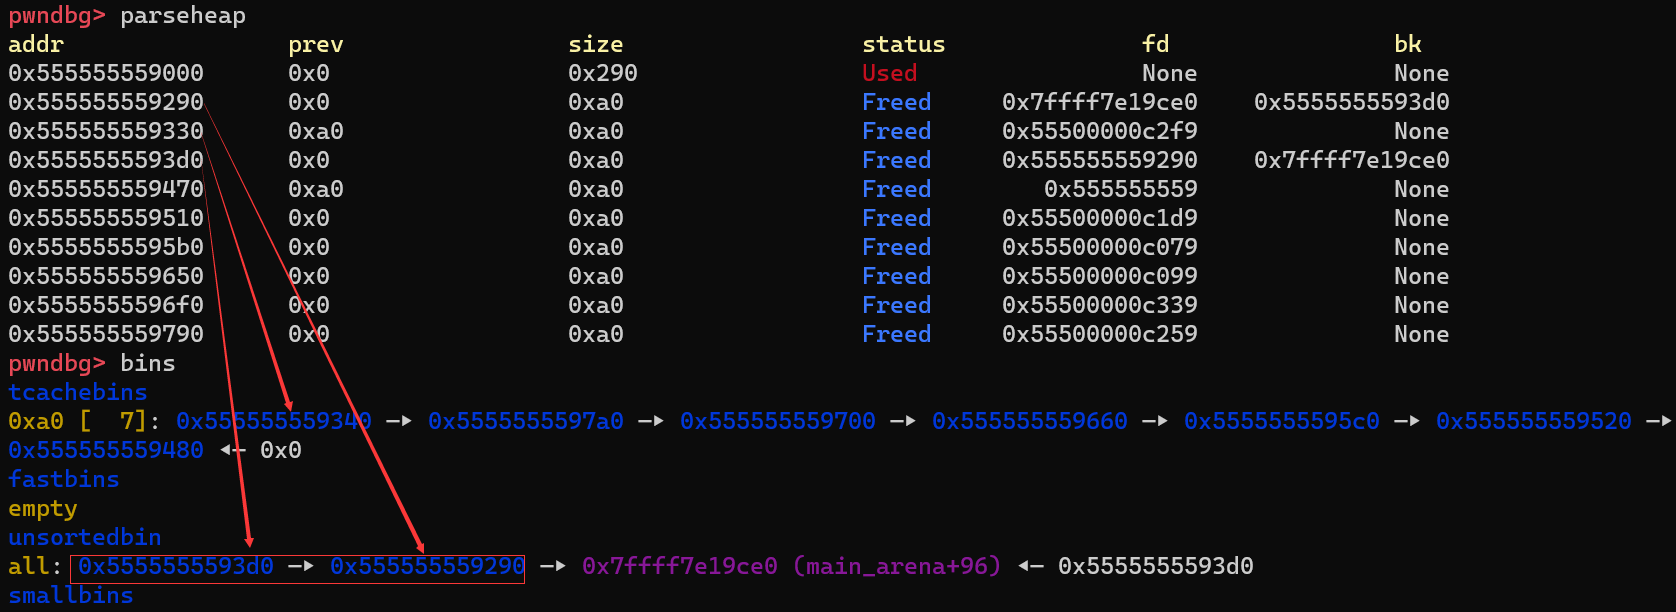 pwndbg> parseheap
addr prev size status fd bk
0x555555559000 0x0 0x290 Used None None
0x555555559290 0x0 0xa0 Freed 0x7ffff7e19ce0 0x5555555593d0
0x555555559330 0xa0 0xa0 Freed 0x55500000c2f9 None
0x5555555593d0 0x0 0xa0 Freed 0x555555559290 0x7ffff7e19ce0
0x555555559470 0xa0 0xa0 Freed 0x555555559 None
0x555555559510 0x0 0xa0 Freed 0x55500000c1d9 None
0x5555555595b0 0x0 0xa0 Freed 0x55500000c079 None
0x555555559650 0x0 0xa0 Freed 0x55500000c099 None
0x5555555596f0 0x0 0xa0 Freed 0x55500000c339 None
0x555555559790 0x0 0xa0 Freed 0x55500000c259 None
pwndbg> bins
tcachebins
0xa0 [  7]: 0x555555559340 —▸ 0x5555555597a0 —▸ 0x555555559700 —▸ 0x555555559660 —▸ 0x5555555595c0 —▸ 0x555555559520 —▸
0x555555559480 ◂— 0x0
fastbins
empty
unsortedbin
all: 0x5555555593d0 —▸ 0x555555559290 —▸ 0x7ffff7e19ce0 (main_arena+96) ◂— 0x5555555593d0
smallbins